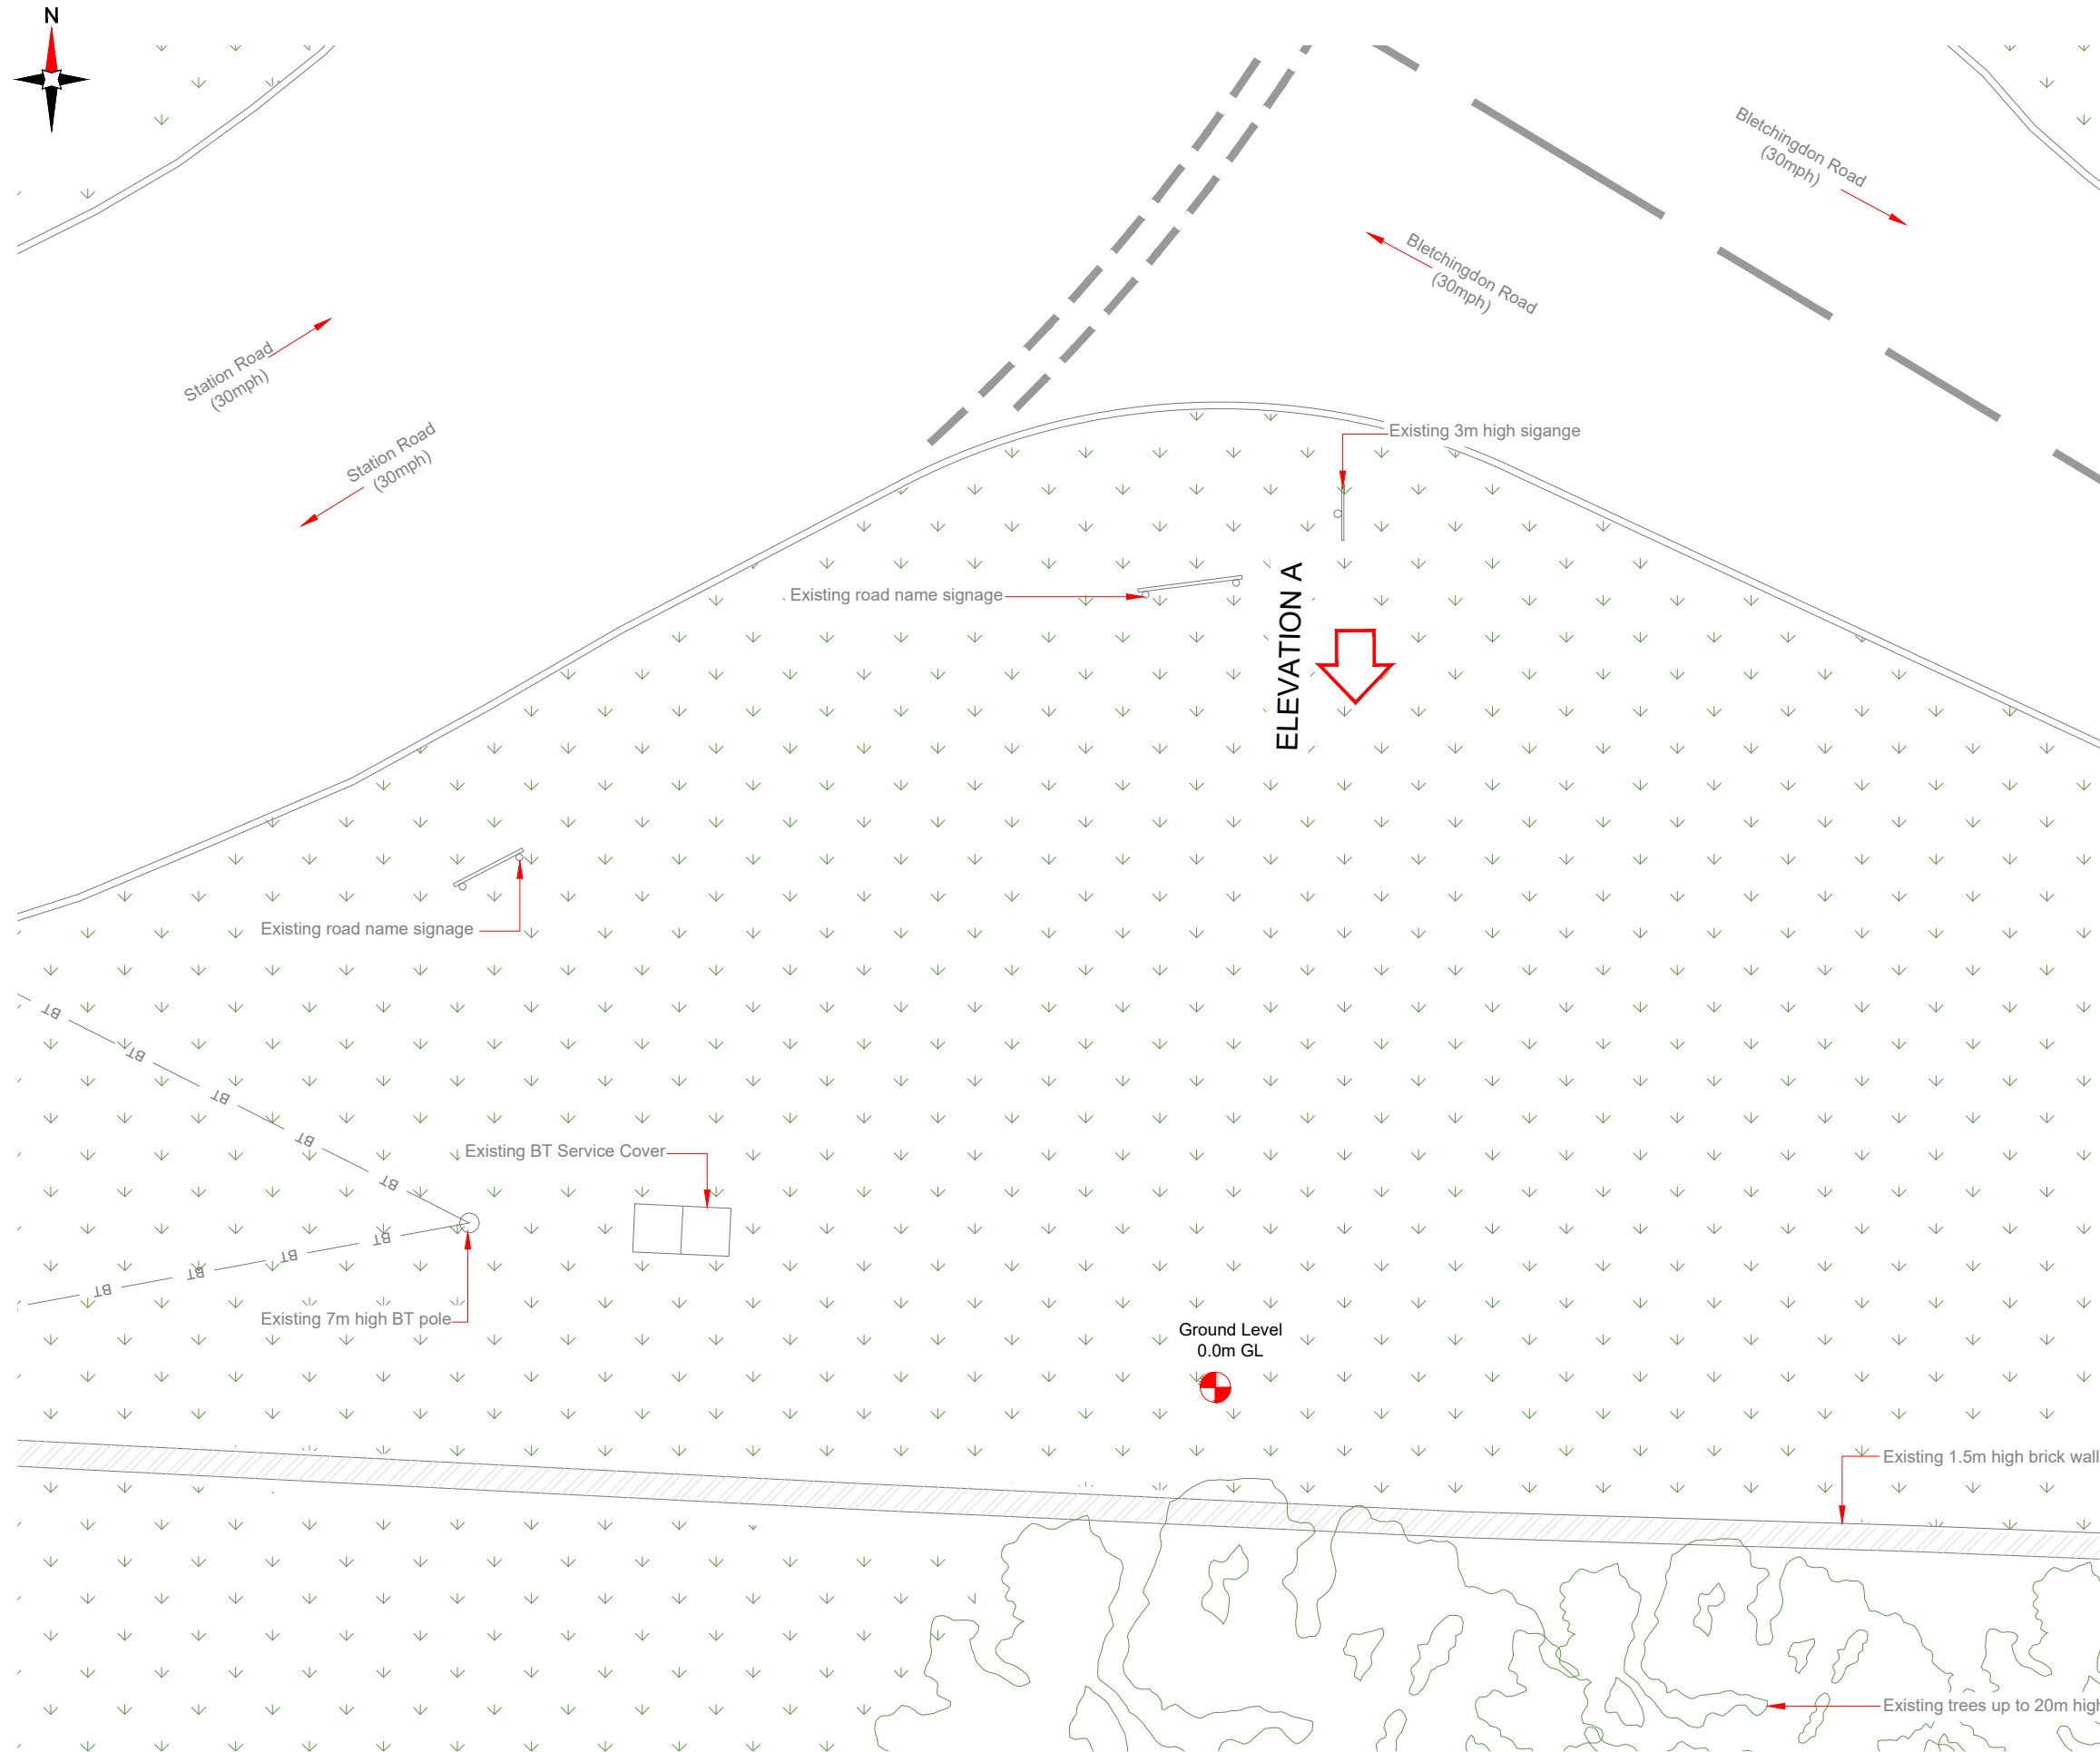 N
Bletchingdon Road
(30mph)
Bletchingdon Road
(30mph)
Station Road
(30mph)
Station Road
(30mph)
Existing 3m high sigange
Existing road name signage
ELEVATION A
Existing road name signage
BT
BT
BT
BT
BT
Existing BT Service Cover
BT
BT
BT
BT
Existing 7m high BT pole
Ground Level
0.0m GL
Existing 1.5m high brick wall
Existing trees up to 20m high